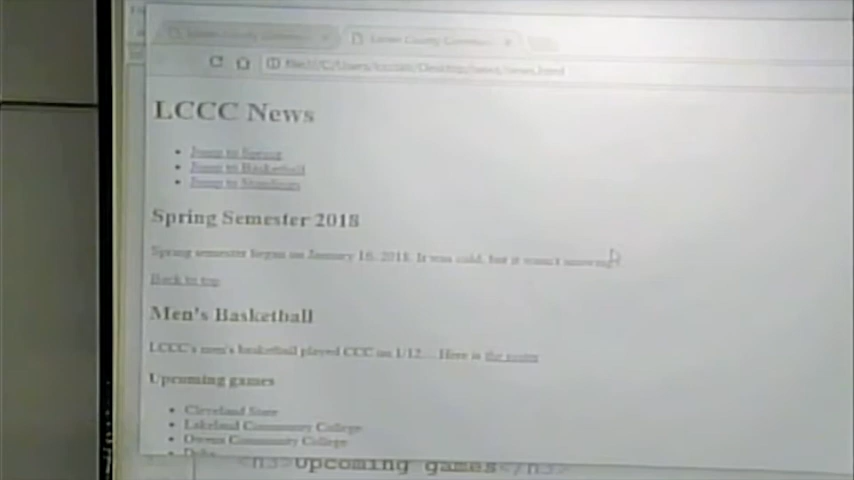 LCCC News
Jump to Spring
Jump to Basketball
Jump to Standings
Spring Semester 2018
Spring semester began on January 16, 2018. It was cold, but it wasn't snowing.
Back to top
Men's Basketball
LCCC's men's basketball played CCC on 1/12... Here is the
Upcoming games
Cleveland State
Lakeland Community College
Owens Community College
<h3>Upcoming games</h3>